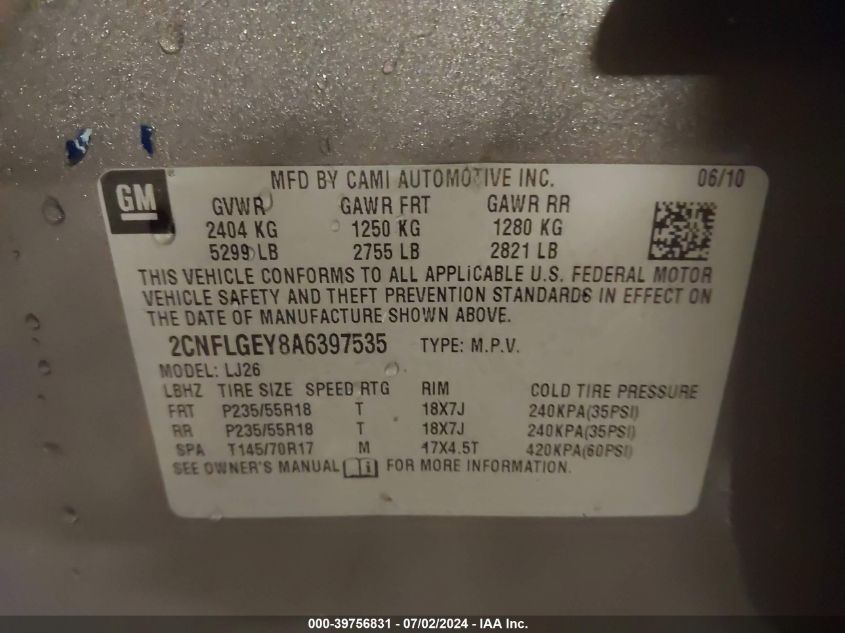 GM
MFD BY CAMI AUTOMOTIVE INC. 06/10
GVWR GAWR FRT GAWR RR
2404 KG 1250 KG 1280 KG
5299 LB 2755 LB 2821 LB
THIS VEHICLE CONFORMS TO ALL APPLICABLE U.S. FEDERAL MOTOR
VEHICLE SAFETY AND THEFT PREVENTION STANDARDS IN EFFECT ON
THE DATE OF MANUFACTURE SHOWN ABOVE.
2CNFLGEY8A6397535 TYPE: M.P.V.
MODEL: LJ26
LBHZ TIRE SIZE SPEED RTG RIM COLD TIRE PRESSURE
FRT P235/55R18 T 18X7J 240KPA(35PSI)
RR P235/55R18 T 18X7J 240KPA(35PSI)
SPA T145/70R17 M 17X4.5T 420KPA(60PSI)
SEE OWNER'S MANUAL i FOR MORE INFORMATION.
000-39756831 - 07/02/2024 - IAA Inc.